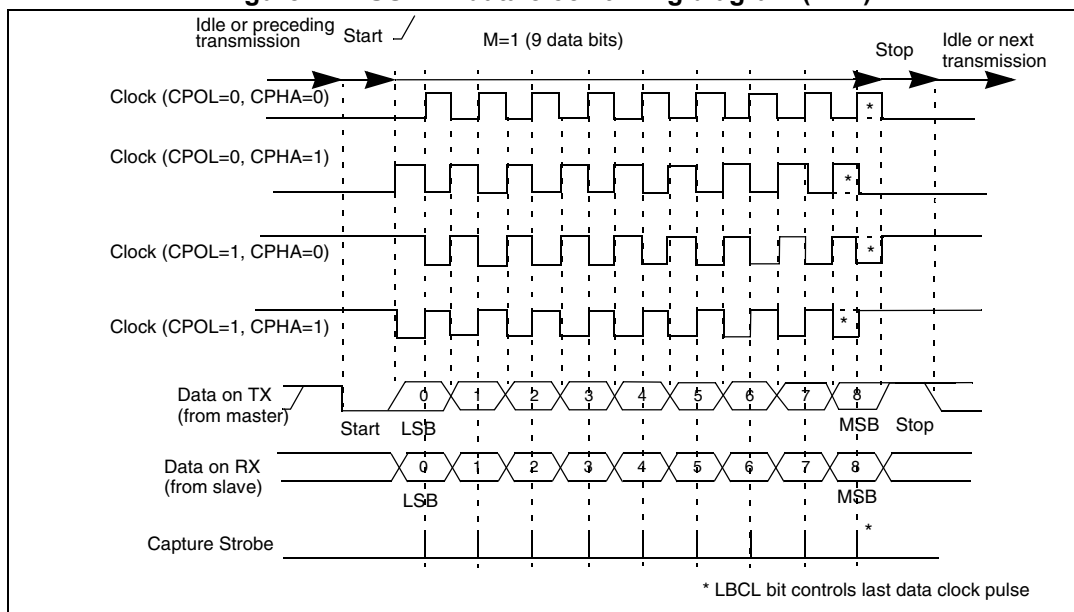 Idle or preceding
transmission
Start
M=1 (9 data bits)
Stop
Idle or next
transmission
Clock (CPOL=0, CPHA=0)
*
Clock (CPOL=0, CPHA=1)
*
Clock (CPOL=1, CPHA=0)
*
Clock (CPOL=1, CPHA=1)
*
Data on TX
(from master)
0 1 2 3 4 5 6 7 8
Start LSB MSB Stop
Data on RX
(from slave)
0 1 2 3 4 5 6 7 8
LSB MSB
*
Capture Strobe
* LBCL bit controls last data clock pulse